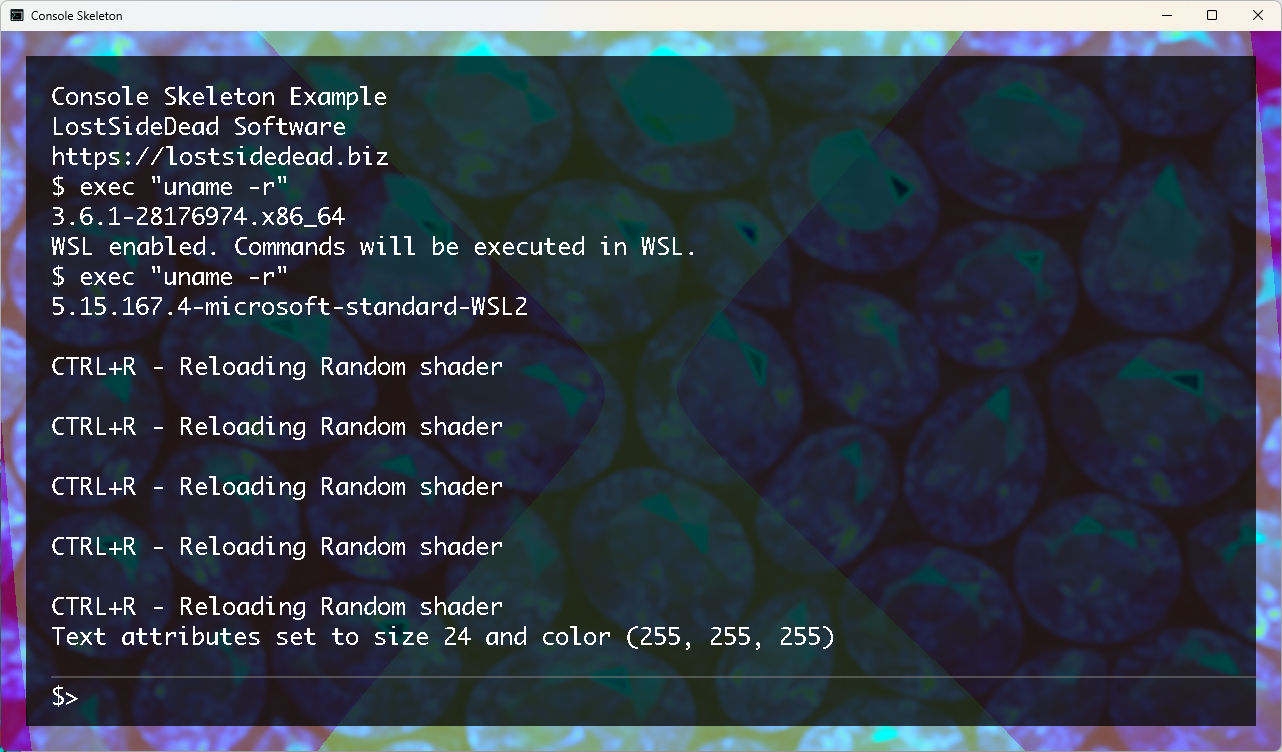 Console Skeleton
Console Skeleton Example
LostSideDead Software
https://lostsidedead.biz
$ exec "uname -r"
3.6.1-28176974.x86_64
WSL enabled. Commands will be executed in WSL.
$ exec "uname -r"
5.15.167.4-microsoft-standard-WSL2
CTRL+R - Reloading Random shader
CTRL+R - Reloading Random shader
CTRL+R - Reloading Random shader
CTRL+R - Reloading Random shader
CTRL+R - Reloading Random shader
Text attributes set to size 24 and color (255, 255, 255)
$>